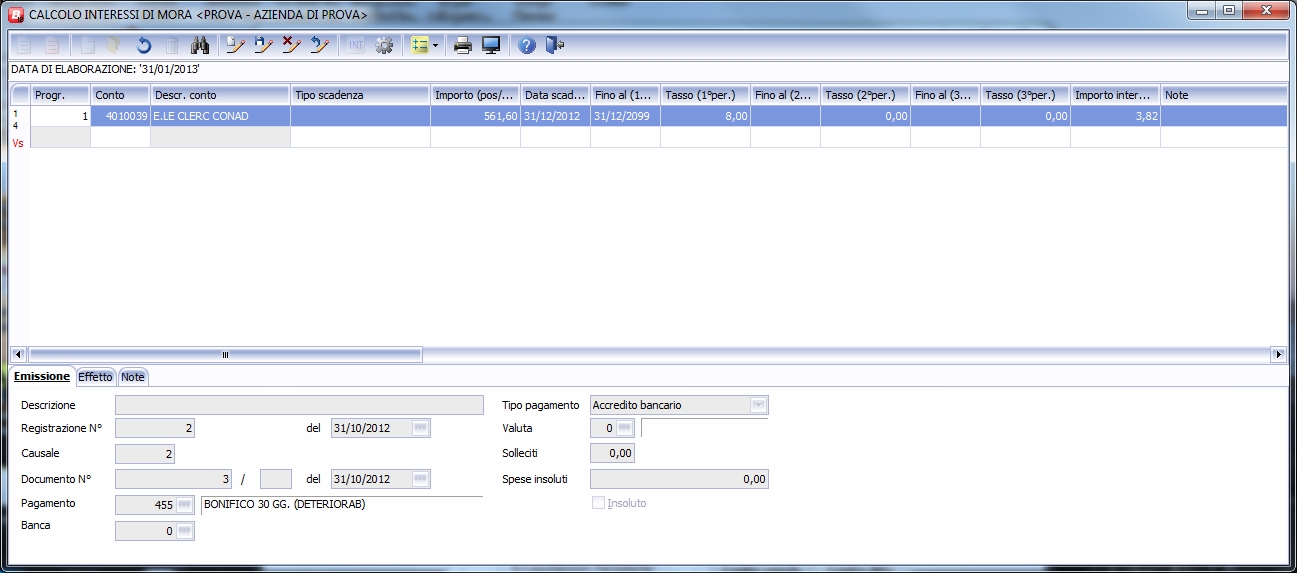 CALCOLO INTERESSI DI MORA <PROVA - AZIENDA DI PROVA>
INT
DATA DI ELABORAZIONE: '31/01/2013'
Progr. Conto Descr. conto Tipo scadenza Importo (pos/... Data scad... Fino al (1... Tasso (1°per.) Fino al (2... Tasso (2°per.) Fino al (3... Tasso (3°per.) Importo inter... Note
1 4 1 4010039 E.LE CLERC CONAD 561,60 31/12/2012 31/12/2099 8,00 0,00 0,00 3,82
Vs
Emissione Effetto Note
Descrizione Tipo pagamento Accredito bancario
Registrazione N° 2 del 31/10/2012 Valuta 0
Causale 2 Solleciti 0,00
Documento N° 3 / del 31/10/2012 Spese insoluti 0,00
Pagamento 455 BONIFICO 30 GG. (DETERIORAB) Insoluto
Banca 0